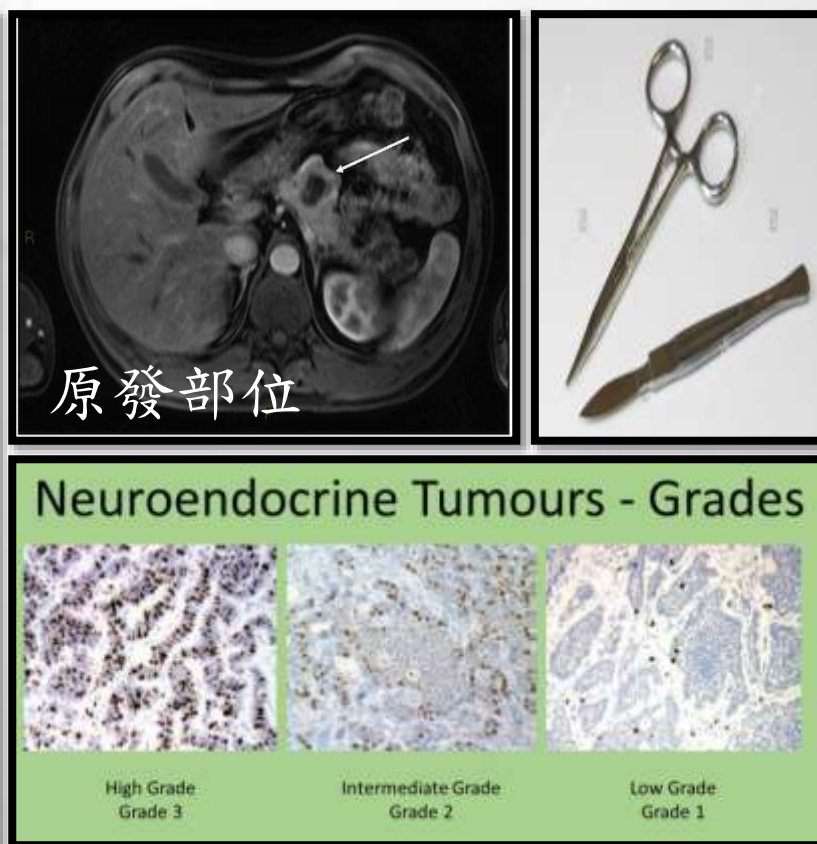 R
原發部位
Neuroendocrine Tumours - Grades
High Grade
Grade 3
Intermediate Grade
Grade 2
Low Grade
Grade 1